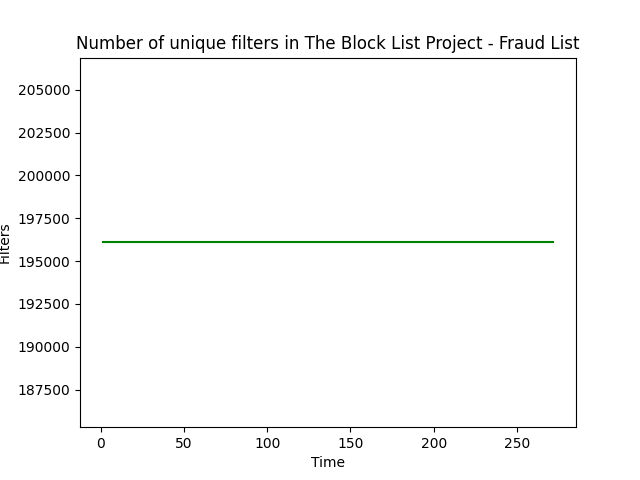 Number of unique filters in The Block List Project - Fraud List
205000
202500
200000
197500
195000
192500
190000
187500
Filters
0 50 100 150 200 250
Time